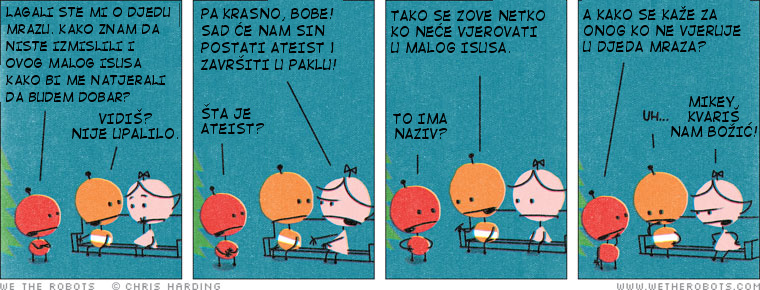 LAGALI STE MI O DJEDU
MRAZU. KAKO ZNAM DA
NISTE IZMISLILI I
OVOG MALOG ISUSA
KAKO BI ME NATJERALI
DA BUDEM DOBAR?
VIDIŠ?
NIJE UPALILO.
PA KRASNO, BOBE!
SAD ĆE NAM SIN
POSTATI ATEIST I
ZAVRŠITI U PAKLU!
ŠTA JE
ATEIST?
TAKO SE ZOVE NETKO
KO NEĆE VJEROVATI
U MALOG ISUSA.
TO IMA
NAZIV?
A KAKO SE KAŽE ZA
ONOG KO NE VJERUJE
U DJEDA MRAZA?
UH...
MIKEY,
KVARIŠ
NAM BOŽIĆ!
WE THE ROBOTS © CHRIS HARDING
WWW.WETHEROBOTS.COM